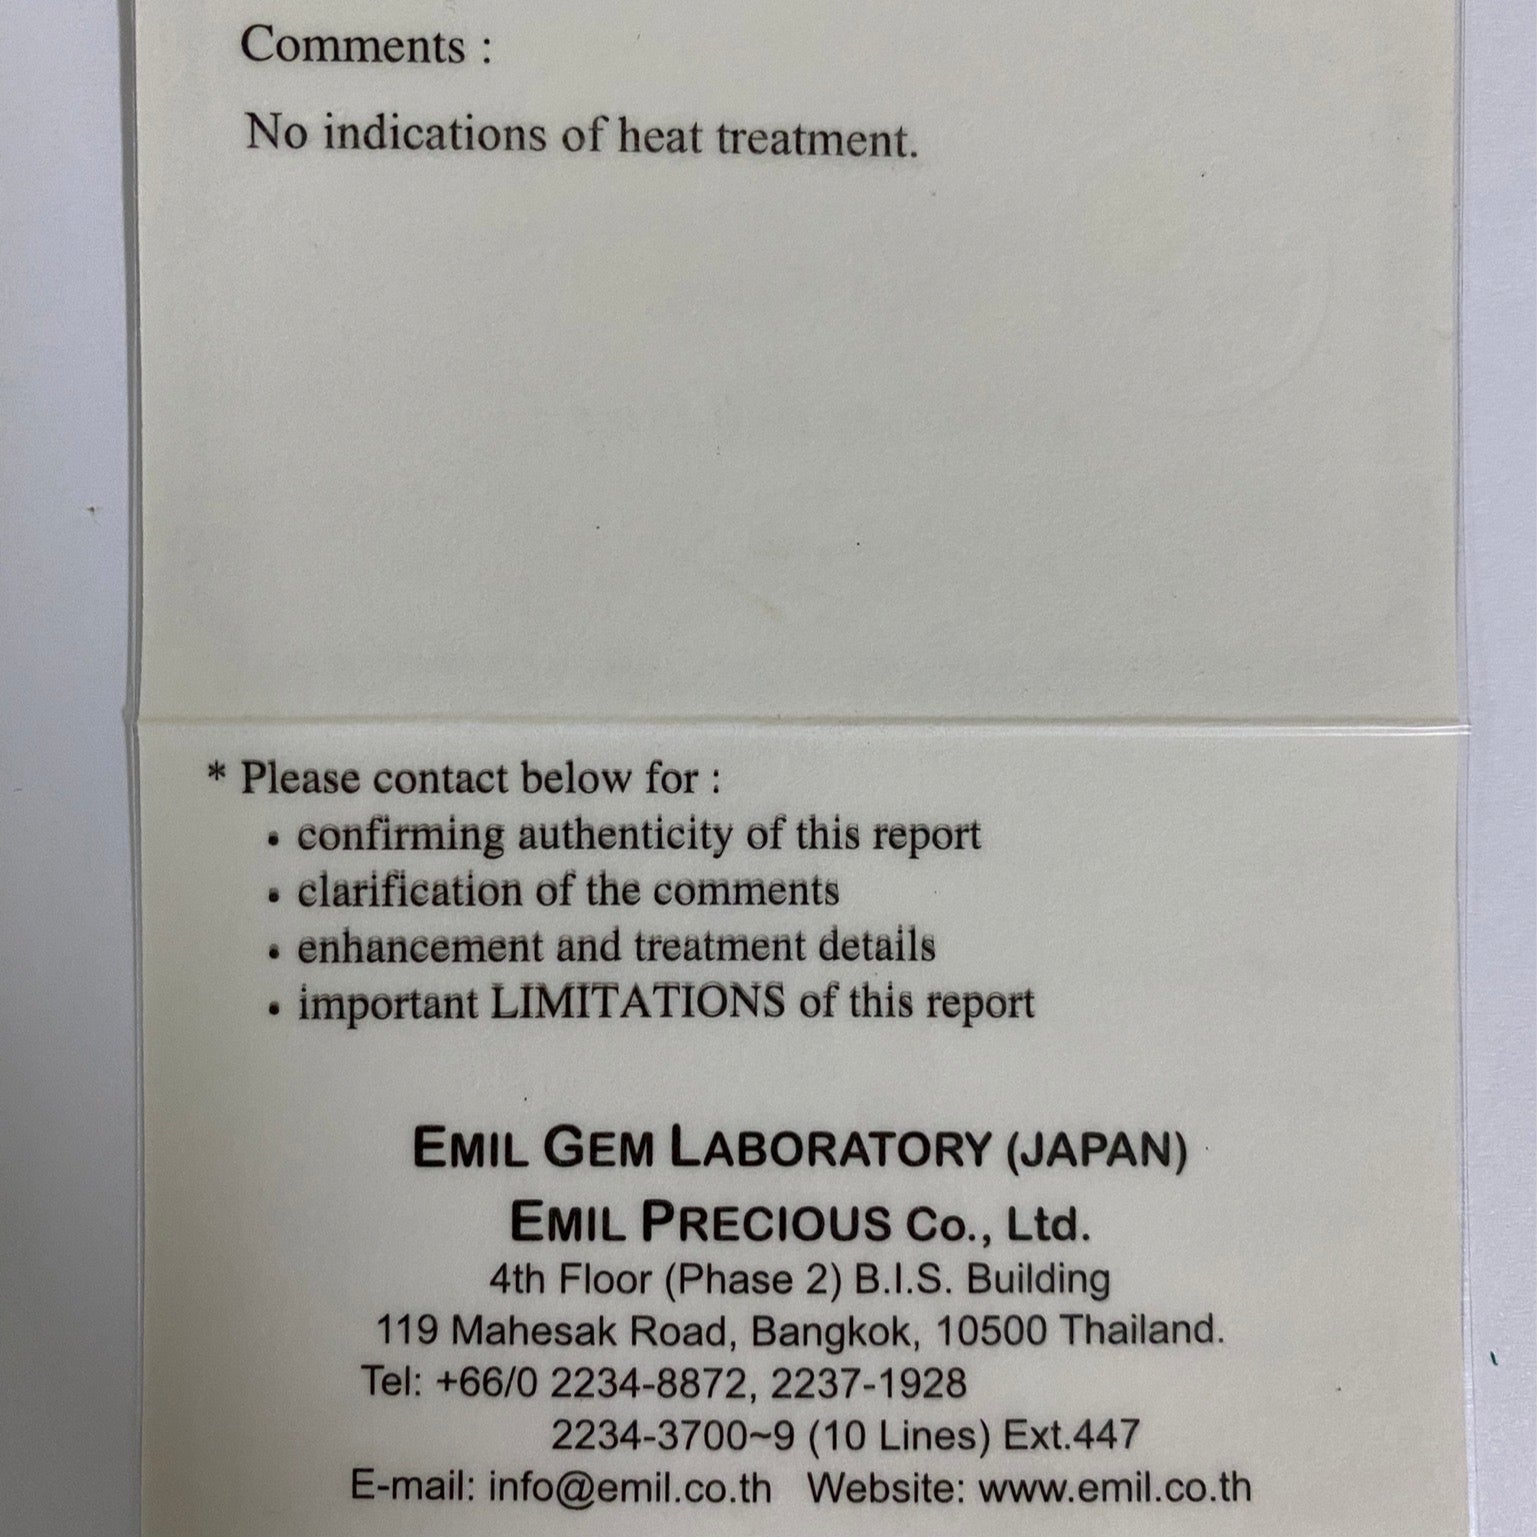 Comments :
No indications of heat treatment.
* Please contact below for :
• confirming authenticity of this report
• clarification of the comments
• enhancement and treatment details
• important LIMITATIONS of this report
EMIL GEM LABORATORY (JAPAN)
EMIL PRECIOUS Co., Ltd.
4th Floor (Phase 2) B.I.S. Building
119 Mahesak Road, Bangkok, 10500 Thailand.
Tel: +66/0 2234-8872, 2237-1928
2234-3700~9 (10 Lines) Ext.447
E-mail: info@emil.co.th Website: www.emil.co.th